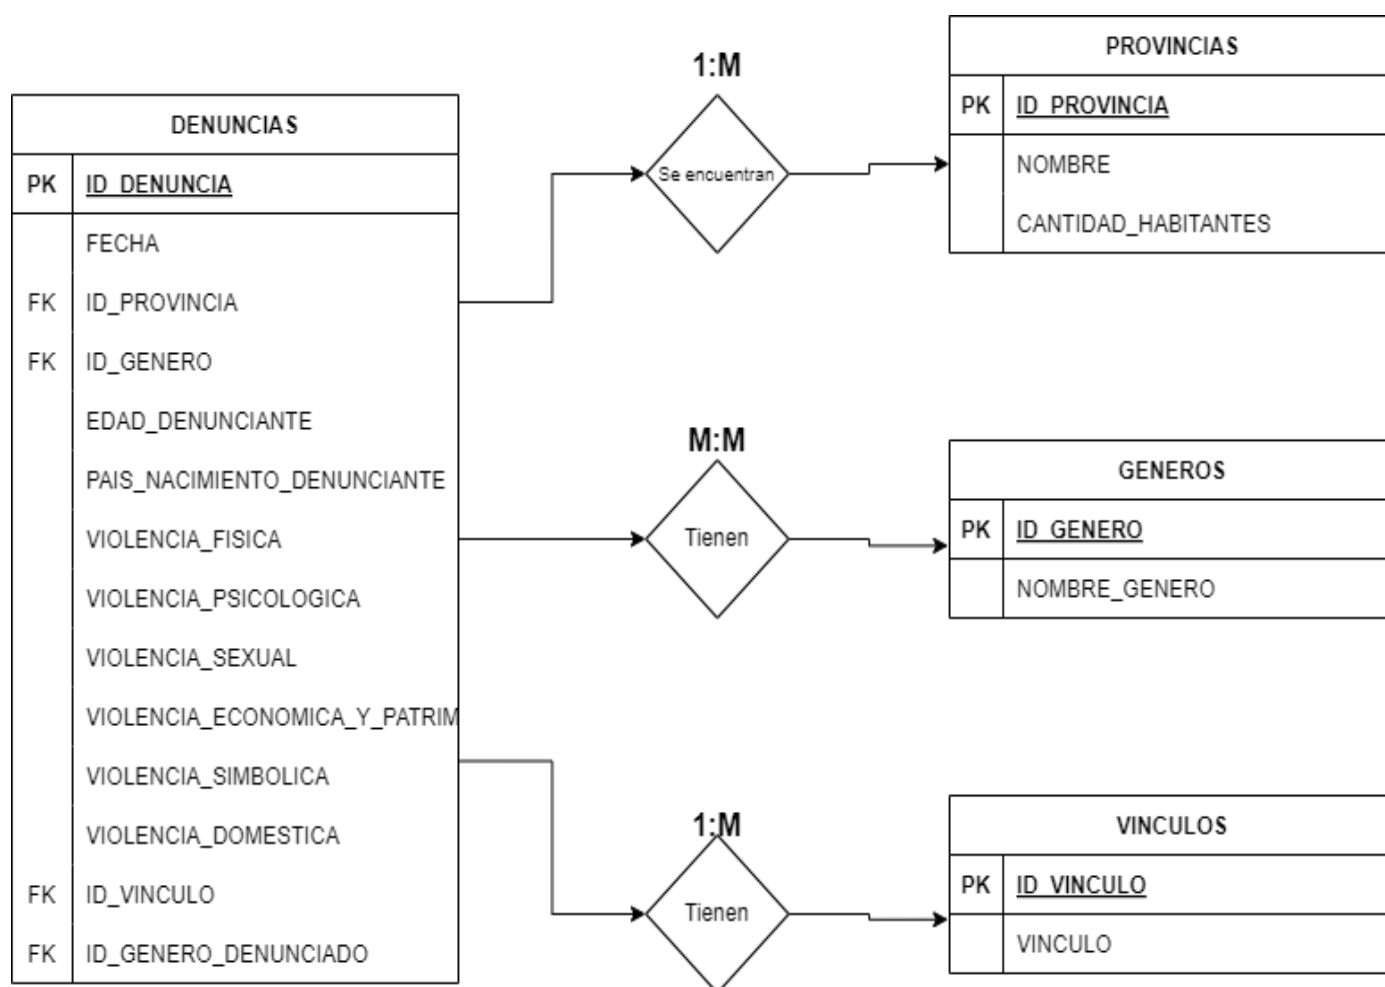 DENUNCIAS
PK ID_DENUNCIA
FECHA
FK ID_PROVINCIA
FK ID_GENERO
EDAD_DENUNCIANTE
PAIS_NACIMIENTO_DENUNCIANTE
VIOLENCIA_FISICA
VIOLENCIA_PSICOLOGICA
VIOLENCIA_SEXUAL
VIOLENCIA_ECONOMICA_Y_PATRIM
VIOLENCIA_SIMBOLICA
VIOLENCIA_DOMESTICA
FK ID_VINCULO
FK ID_GENERO_DENUNCIADO
1:M
Se encuentran
PROVINCIAS
PK ID_PROVINCIA
NOMBRE
CANTIDAD_HABITANTES
M:M
Tienen
GENEROS
PK ID_GENERO
NOMBRE_GENERO
1:M
Tienen
VINCULOS
PK ID_VINCULO
VINCULO